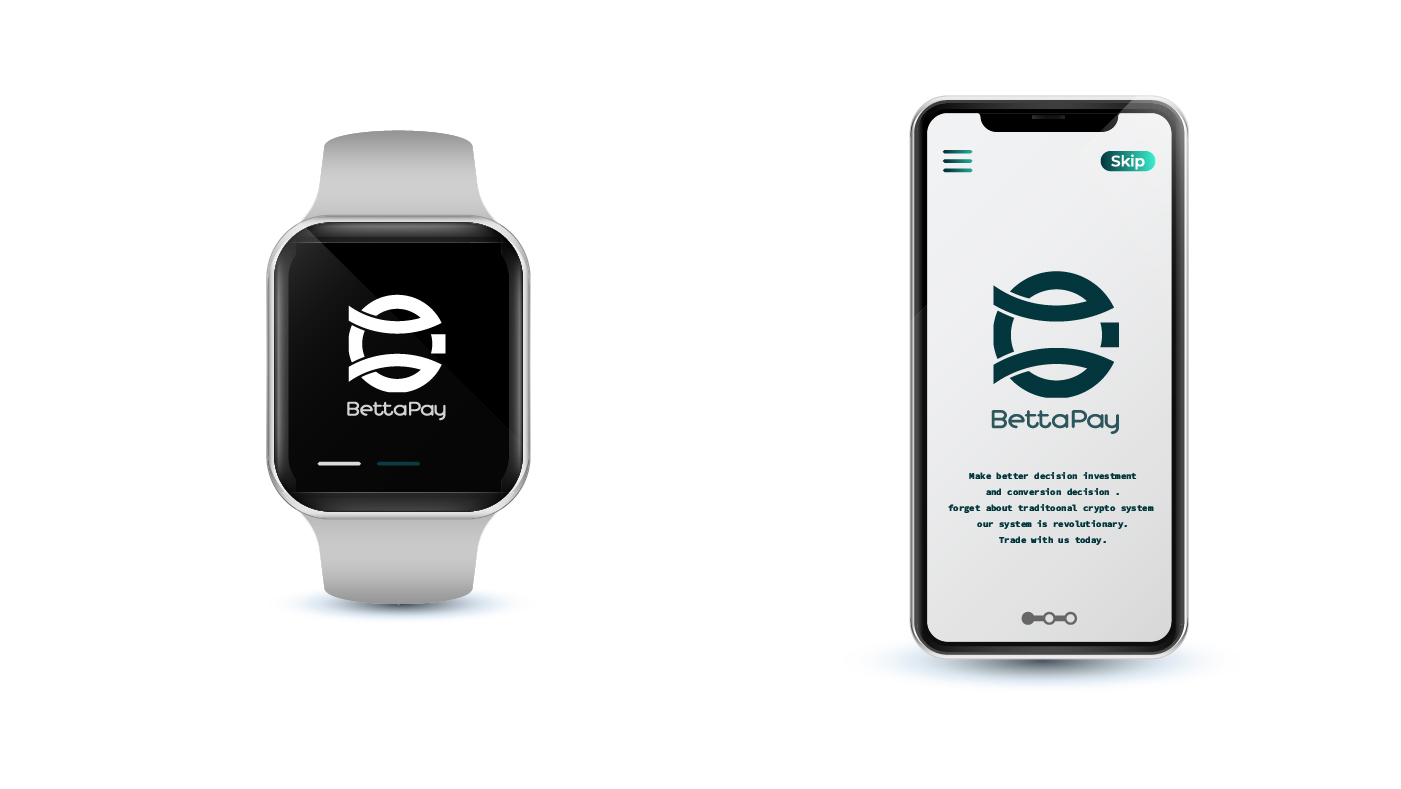 BettaPay
Skip
BettaPay
Make better decision investment
and conversion decision .
forget about traditoonal crypto system
our system is revolutionary.
Trade with us today.